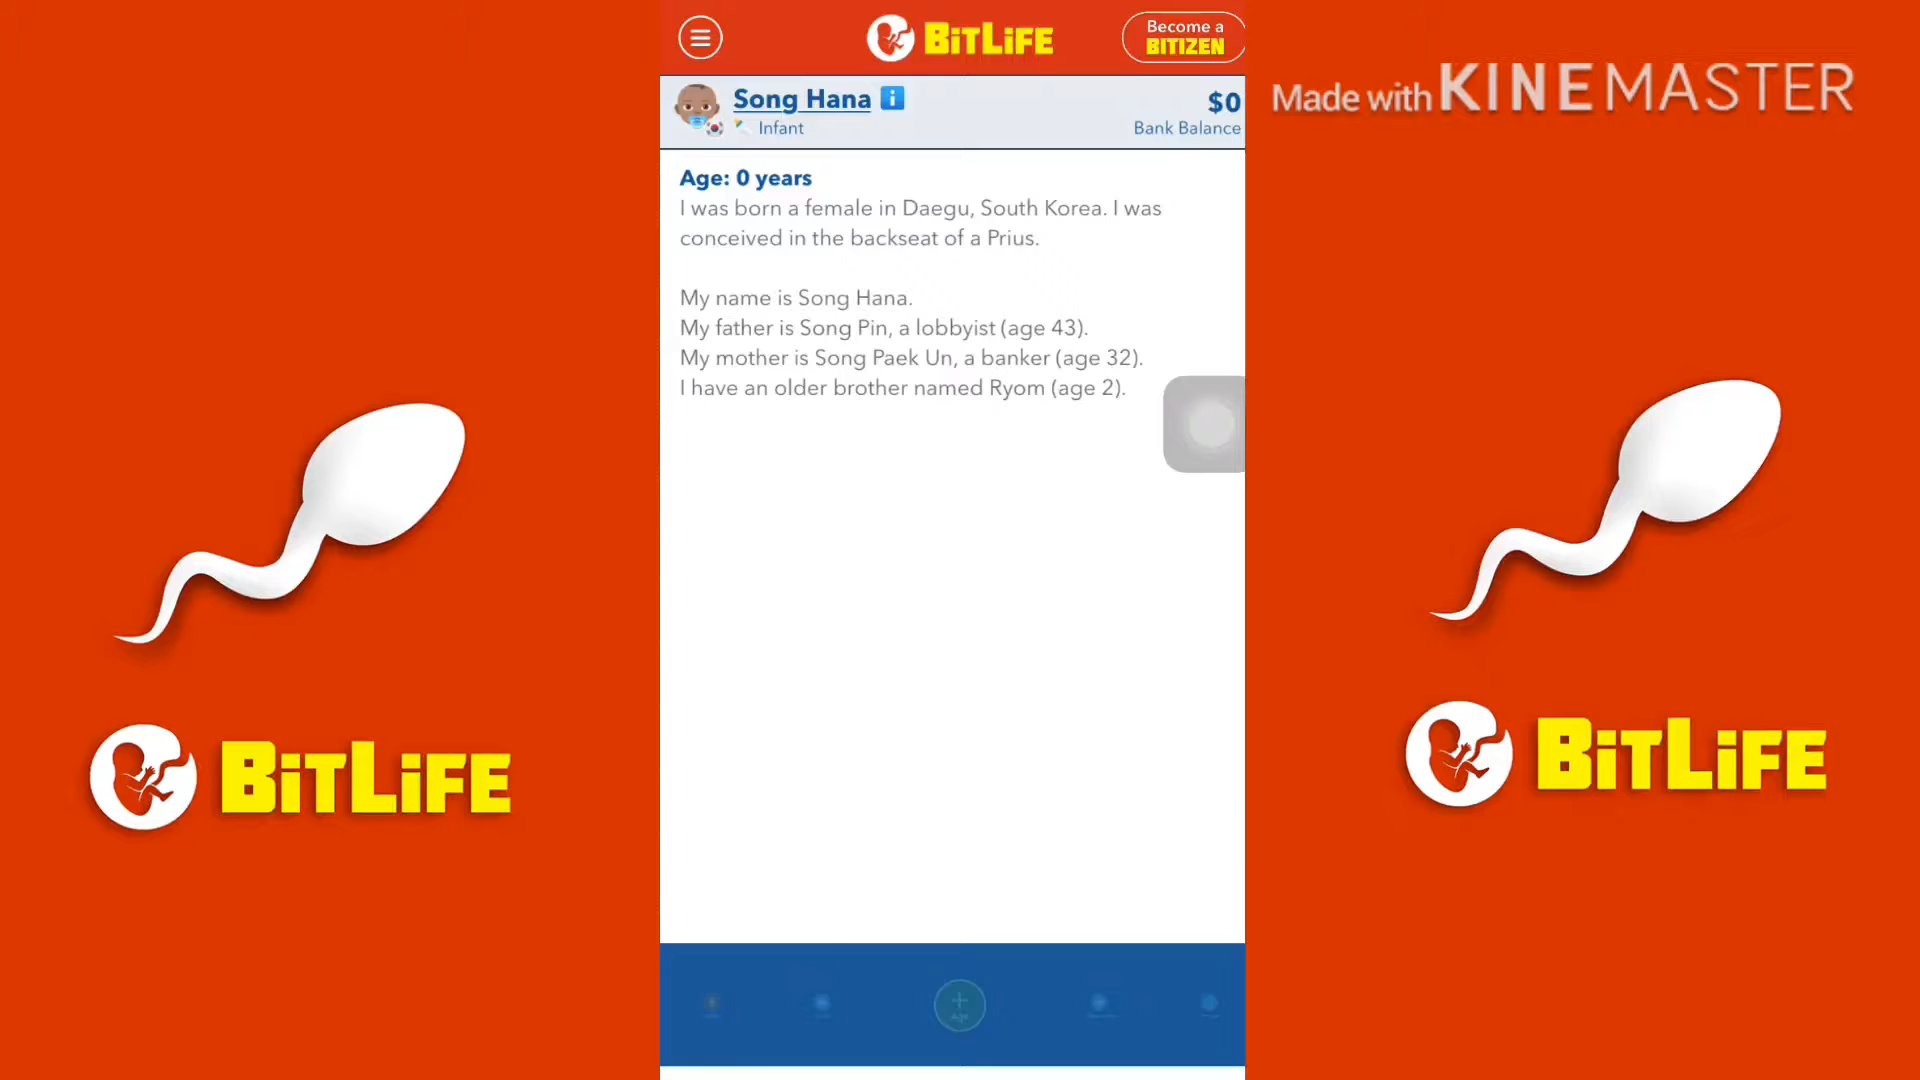 BiTLiFE
Become a
BITIZEN
Made with KINEMASTER
Song Hana
$0
Infant
Bank Balance
Age: 0 years
I was born a female in Daegu, South Korea. I was
conceived in the backseat of a Prius.
My name is Song Hana.
My father is Song Pin, a lobbyist (age 43).
My mother is Song Paek Un, a banker (age 32).
I have an older brother named Ryom (age 2).
BiTLiFE
BiTLiFE
Age